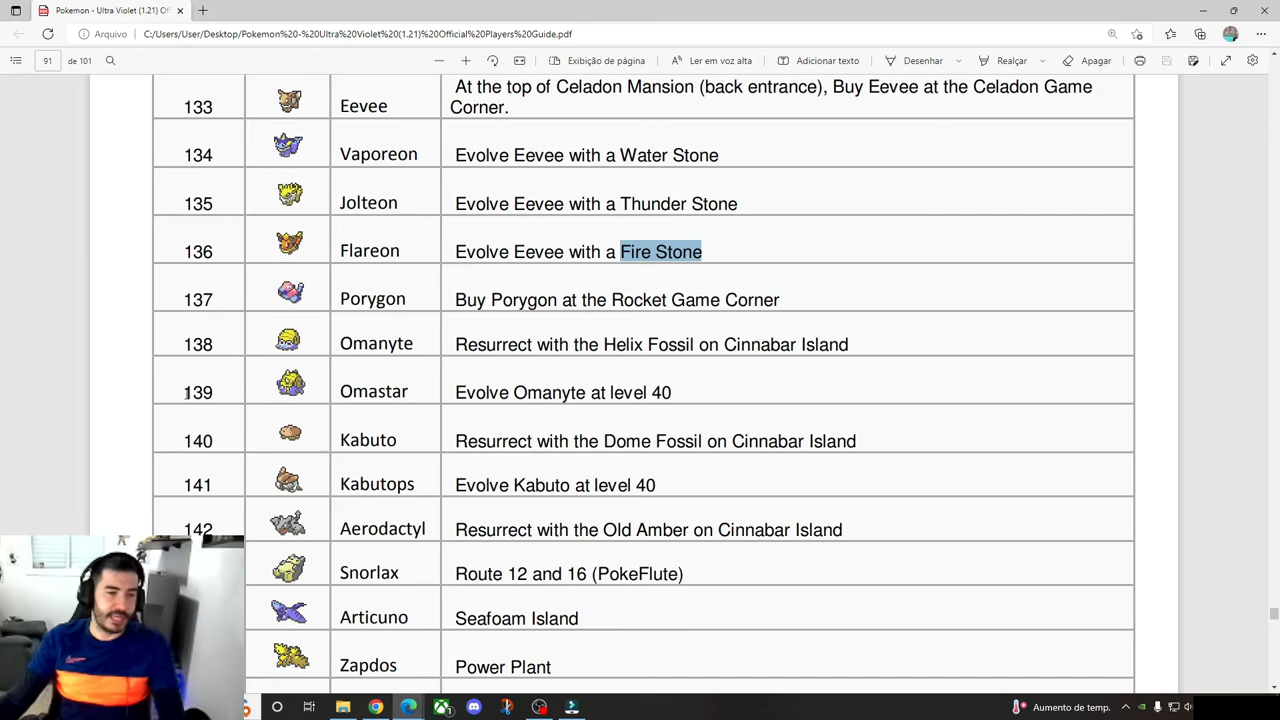 Pokemon - Ultra Violet (1.21) Of
Arquivo
C:/Users/User/Desktop/Pokemon%20-%20Ultra%20Violet%20(1.21)%20Official%20Players%20Guide.pdf
91 de 101
Exibição de página
Ler em voz alta
Adicionar texto
Desenhar
Realçar
Apagar
133 Eevee At the top of Celadon Mansion (back entrance), Buy Eevee at the Celadon Game
Corner.
134 Vaporeon Evolve Eevee with a Water Stone
135 Jolteon Evolve Eevee with a Thunder Stone
136 Flareon Evolve Eevee with a Fire Stone
137 Porygon Buy Porygon at the Rocket Game Corner
138 Omanyte Resurrect with the Helix Fossil on Cinnabar Island
139 Omastar Evolve Omanyte at level 40
140 Kabuto Resurrect with the Dome Fossil on Cinnabar Island
141 Kabutops Evolve Kabuto at level 40
142 Aerodactyl Resurrect with the Old Amber on Cinnabar Island
Snorlax Route 12 and 16 (PokeFlute)
Articuno Seafoam Island
Zapdos Power Plant
Aumento de temp.